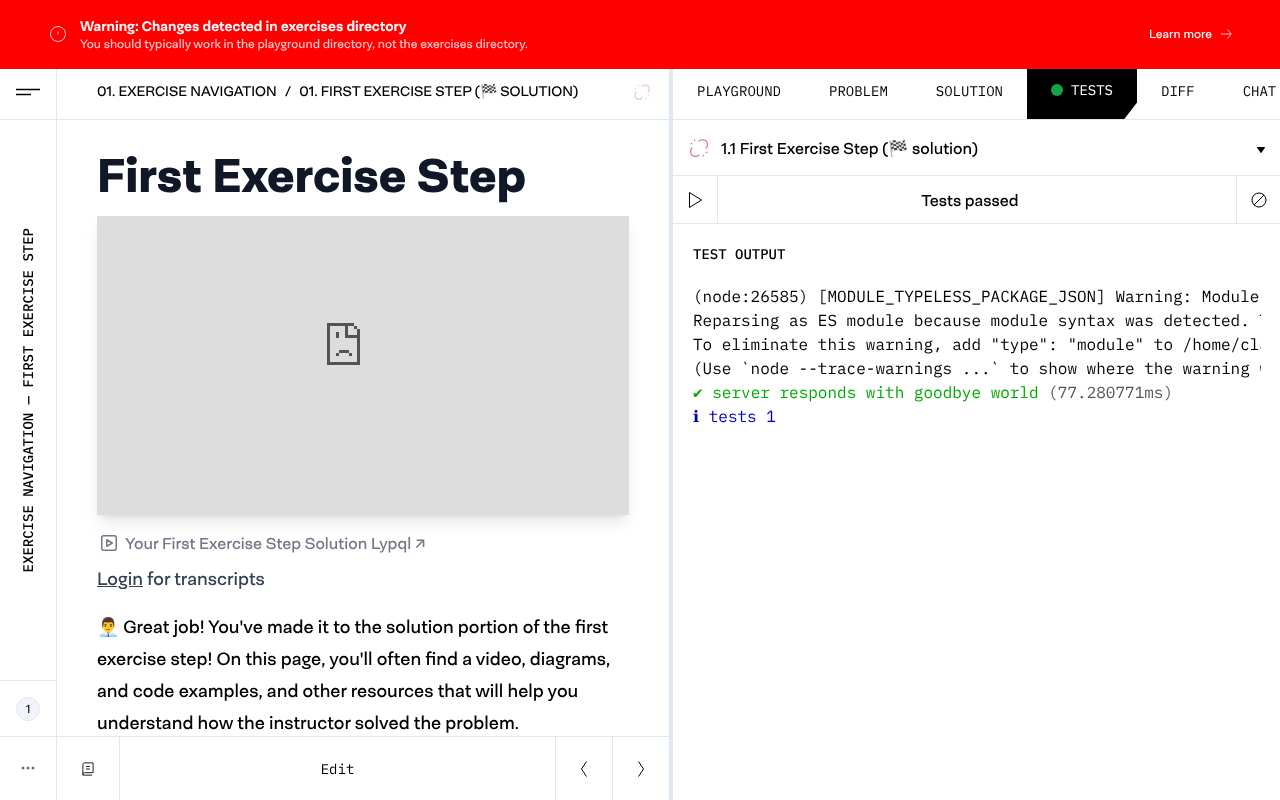 Warning: Changes detected in exercises directory
You should typically work in the playground directory, not the exercises directory.
Learn more →
01. EXERCISE NAVIGATION / 01. FIRST EXERCISE STEP (🏁 SOLUTION)
PLAYGROUND
PROBLEM
SOLUTION
TESTS
DIFF
CHAT
EXERCISE NAVIGATION — FIRST EXERCISE STEP
1
First Exercise Step
Your First Exercise Step Solution Lypql ↗
Login for transcripts
👨‍💼 Great job! You've made it to the solution portion of the first
exercise step! On this page, you'll often find a video, diagrams,
and code examples, and other resources that will help you
understand how the instructor solved the problem.
Edit
1.1 First Exercise Step (🏁 solution)
Tests passed
TEST OUTPUT
(node:26585) [MODULE_TYPELESS_PACKAGE_JSON] Warning: Module
Reparsing as ES module because module syntax was detected.
To eliminate this warning, add "type": "module" to /home/cl
(Use `node --trace-warnings ...` to show where the warning
✔ server responds with goodbye world (77.280771ms)
ℹ tests 1